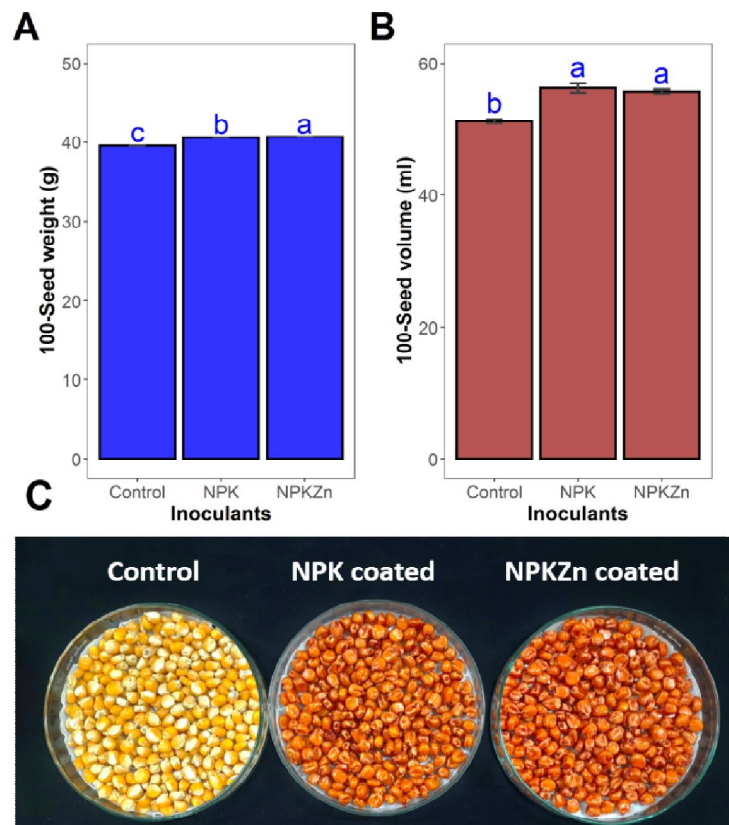 A
100-Seed weight (g)
50
40
30
20
10
0
c
b
a
Control
NPK
NPKZn
Inoculants
B
100-Seed volume (ml)
60
40
20
0
b
a
a
Control
NPK
NPKZn
Inoculants
C
Control
NPK coated
NPKZn coated